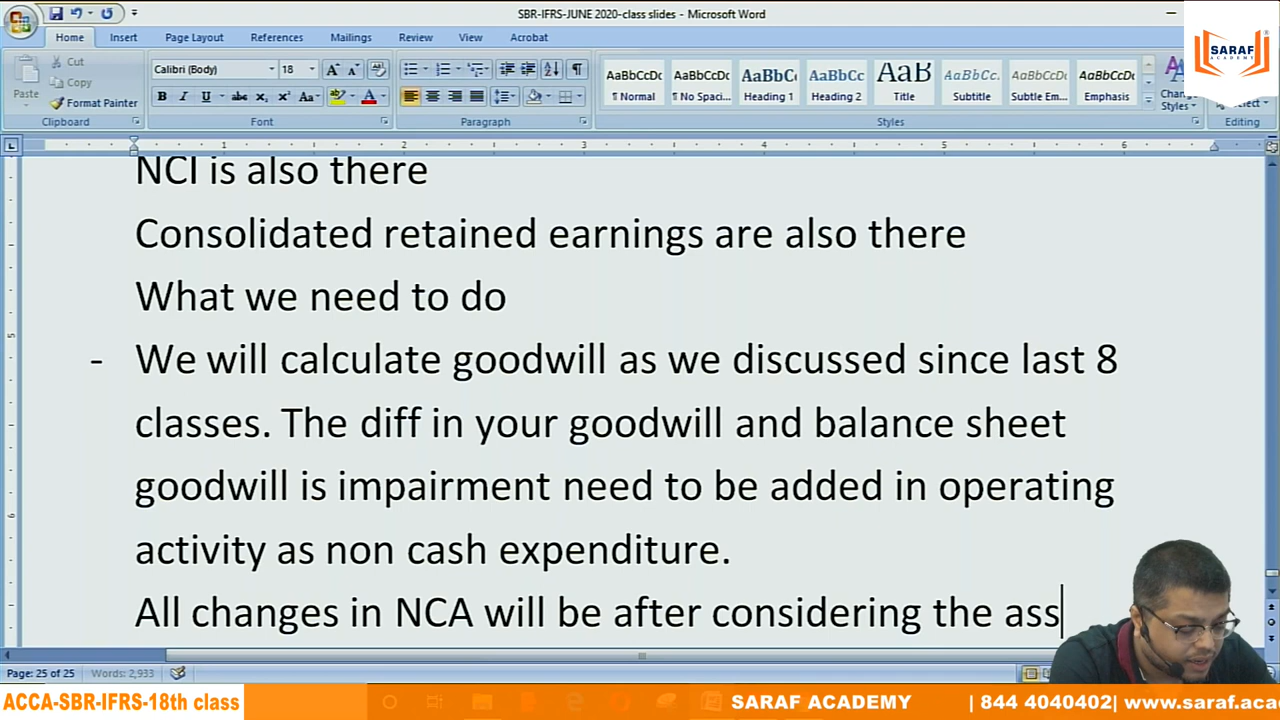 SBR-IFRS-JUNE 2020-class slides - Microsoft Word
Home Insert Page Layout References Mailings Review View Acrobat
Paste
Cut
Copy
Format Painter
Clipboard
Calibri (Body) 18
Font
Paragraph
AaBbCcDc AaBbCcDc AaBbCc AaBbCc AaB AaBbCc. AaBbCcDc AaBbCcDc
¶ Normal ¶ No Spaci... Heading 1 Heading 2 Title Subtitle Subtle Em... Emphasis
Styles
Change
Styles
Select
Editing
SARAF
ACADEMY
NCI is also there
Consolidated retained earnings are also there
What we need to do
- We will calculate goodwill as we discussed since last 8
classes. The diff in your goodwill and balance sheet
goodwill is impairment need to be added in operating
activity as non cash expenditure.
All changes in NCA will be after considering the ass
Page: 25 of 25 Words: 2,933
ACCA-SBR-IFRS-18th class SARAF ACADEMY | 844 4040402| www.saraf.aca